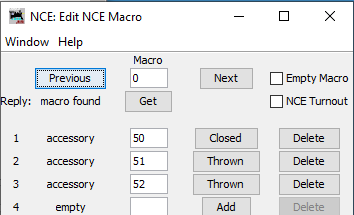 NCE: Edit NCE Macro
Window Help
Macro
Previous 0 Next Empty Macro
Reply: macro found Get NCE Turnout
1 accessory 50 Closed Delete
2 accessory 51 Thrown Delete
3 accessory 52 Thrown Delete
4 empty Add Delete